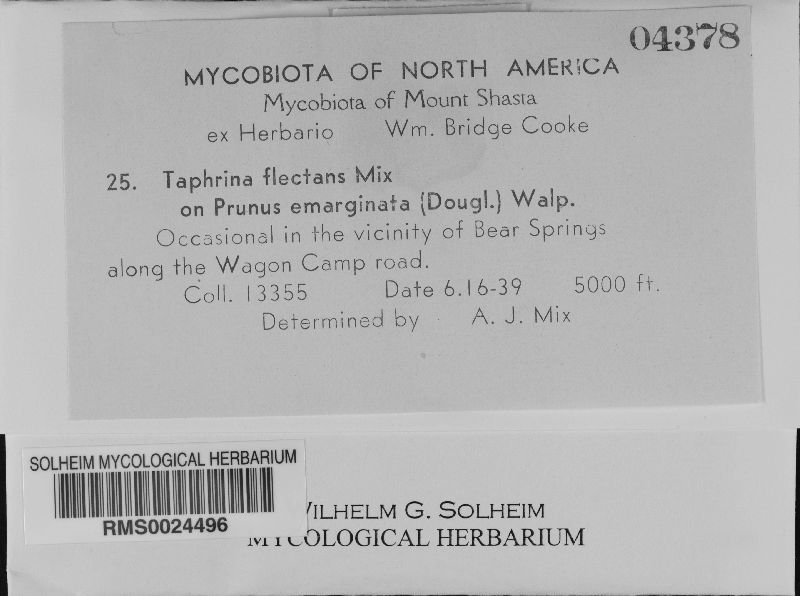 04378
MYCOBIOTA OF NORTH AMERICA
Mycobiota of Mount Shasta
ex Herbario Wm. Bridge Cooke
25. Taphrina flectans Mix
on Prunus emarginata (Dougl.) Walp.
Occasional in the vicinity of Bear Springs
along the Wagon Camp road.
Coll. 13355 Date 6.16-39 5000 ft.
Determined by A. J. Mix
SOLHEIM MYCOLOGICAL HERBARIUM
RMS0024496
WILHELM G. SOLHEIM
MYCOLOGICAL HERBARIUM